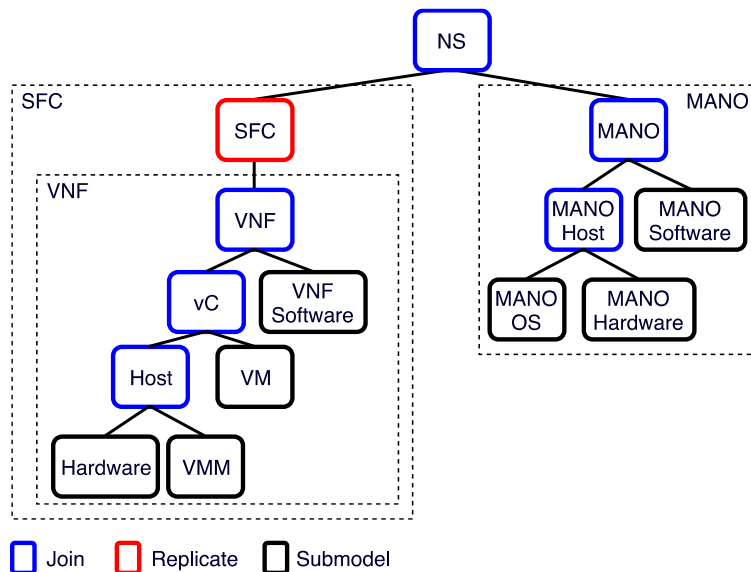 NS
SFC
MANO
SFC
MANO
VNF
VNF
MANO
Host
MANO
Software
vC
VNF
Software
MANO
OS
MANO
Hardware
Host
VM
Hardware
VMM
Join
Replicate
Submodel